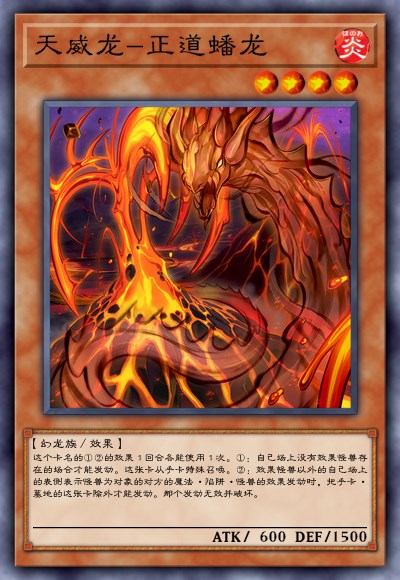 天威龙-正道蟠龙
ほのお
炎
【幻龙族/效果】
这个卡名的①②的效果1回合各能使用1次。①：自己场上没有效果怪兽存
在的场合才能发动。这张卡从手卡特殊召唤。②：效果怪兽以外的自己场上
的表侧表示怪兽为对象的对方的魔法·陷阱·怪兽的效果发动时，把手卡·
墓地的这张卡除外才能发动。那个发动无效并破坏。
ATK/ 600 DEF/1500